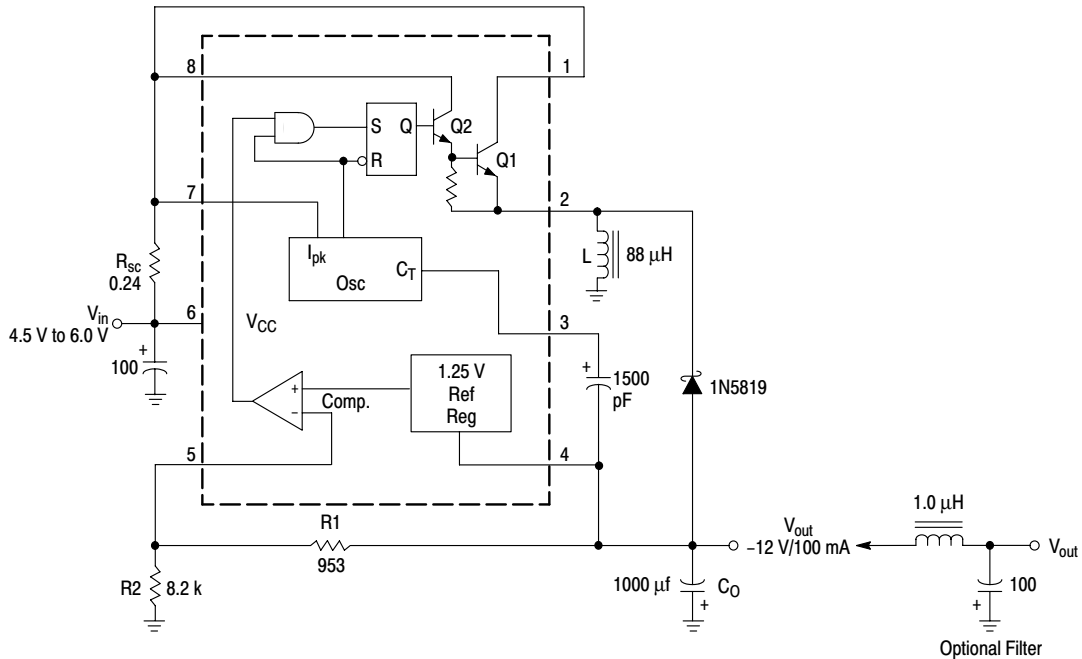 8
1
S
Q
Q2
R
Q1
7
2
Ipk
CT
Osc
L
88 μH
Rsc
0.24
Vin
4.5 V to 6.0 V
6
VCC
3
100
+
1.25 V
Ref
Reg
+
Comp.
−
+
1500
pF
1N5819
5
4
R1
953
1.0 μH
Vout
−12 V/100 mA
Vout
R2
8.2 k
1000 μf
CO
+
100
+
Optional Filter